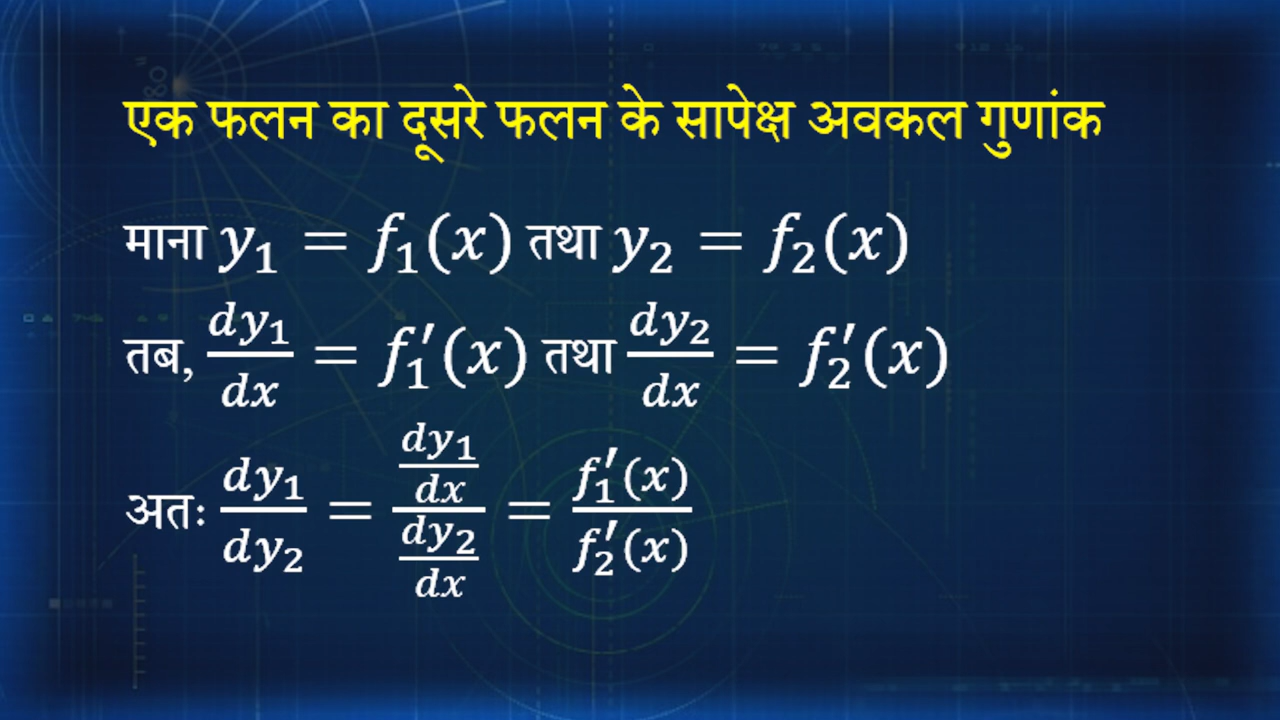 एक फलन का दूसरे फलन के सापेक्ष अवकल गुणांक
माना y₁ = f₁(x) तथा y₂ = f₂(x)
तब, dy₁/dx = f₁′(x) तथा dy₂/dx = f₂′(x)
अतः dy₁/dy₂ = (dy₁/dx)/(dy₂/dx) = f₁′(x)/f₂′(x)